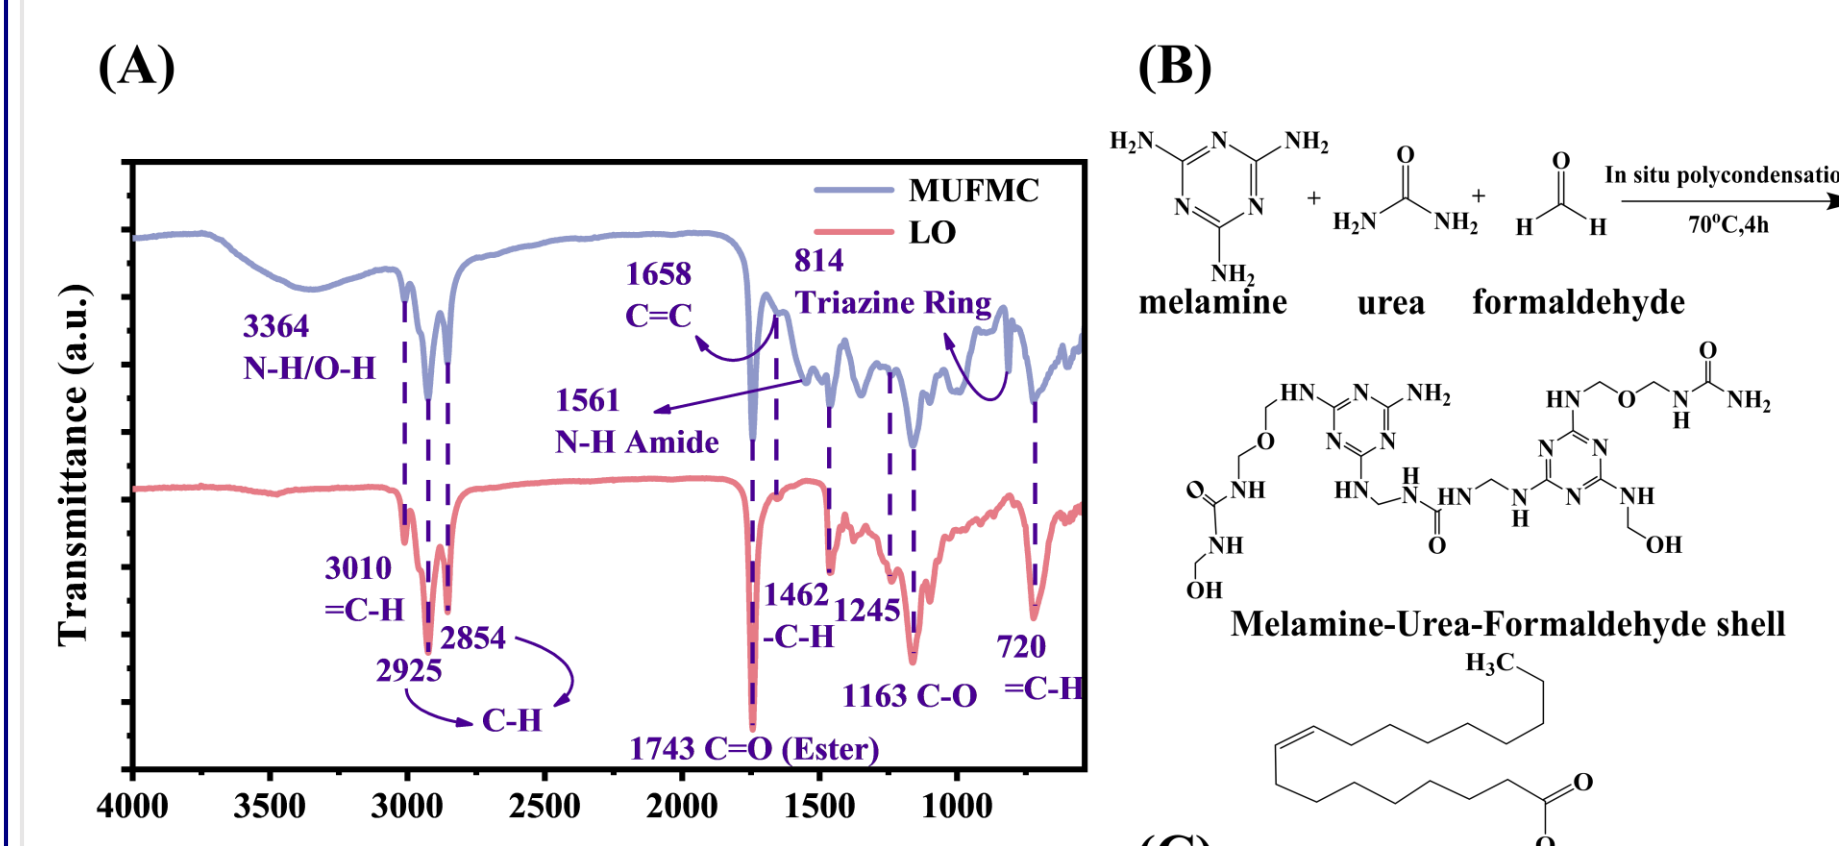 (A)
MUFMC
LO
814
Triazine Ring
1658
C=C
3364
N-H/O-H
1561
N-H Amide
3010
=C-H
2854
2925
C-H
1462
-C-H
1245
720
=C-H
1163 C-O
1743 C=O (Ester)
Transmittance (a.u.)
4000 3500 3000 2500 2000 1500 1000
(B)
H₂N N NH₂
N N
NH₂
+
O
H₂N NH₂
+
O
H H
In situ polycondensatio
70°C,4h
melamine urea formaldehyde
O
HN N NH₂ HN O N NH₂
H
O N N N N
O NH HN H N HN N N NH
H
NH O OH
OH
Melamine-Urea-Formaldehyde shell
H₃C
O
O
(C)